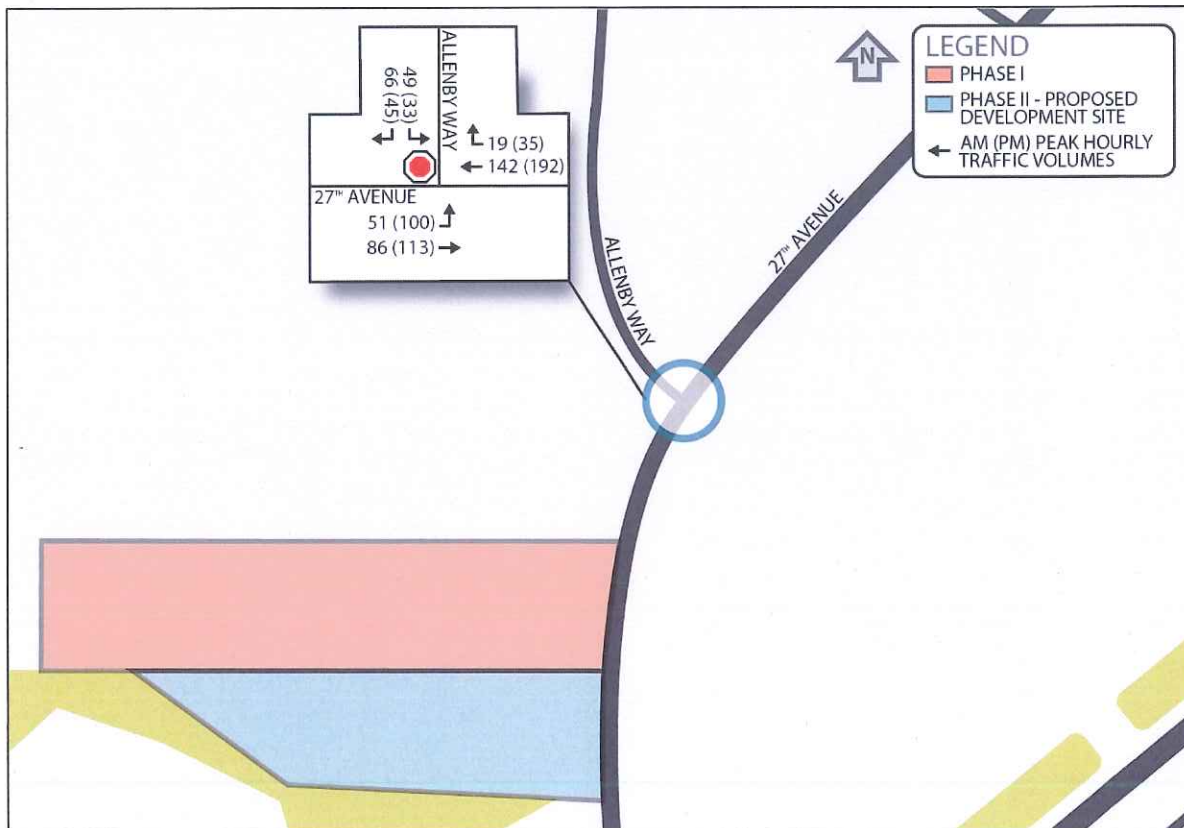 ALLENBY WAY
49 (33)
66 (45)
19 (35)
142 (192)
27TH AVENUE
51 (100)
86 (113)
N
LEGEND
PHASE I
PHASE II - PROPOSED
DEVELOPMENT SITE
AM (PM) PEAK HOURLY
TRAFFIC VOLUMES
27TH AVENUE
ALLENBY WAY